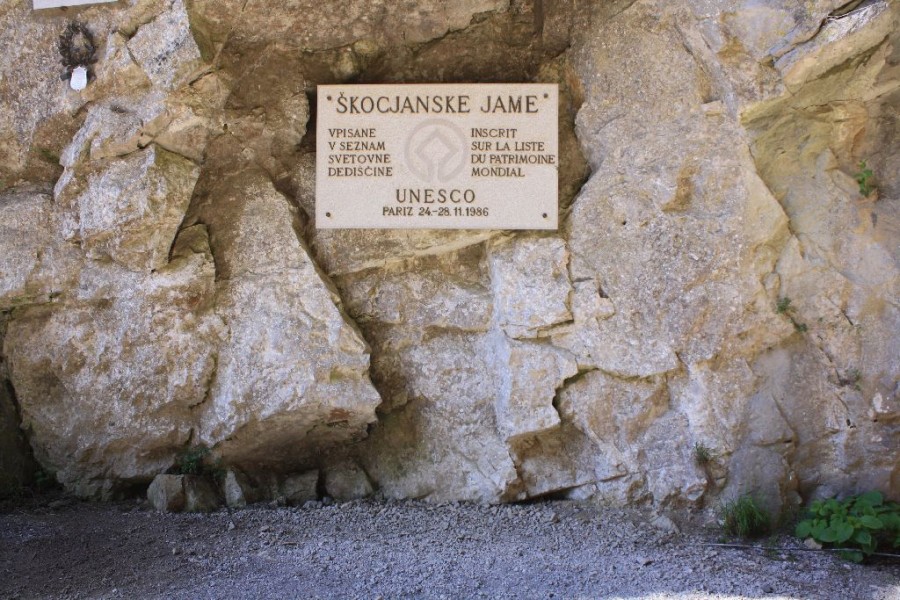 * ŠKOCJANSKE JAME *
VPISANE
V SEZNAM
SVETOVNE
DEDIŠČINE
INSCRIT
SUR LA LISTE
DU PATRIMOINE
MONDIAL
UNESCO
PARIZ 24.-28.11.1986